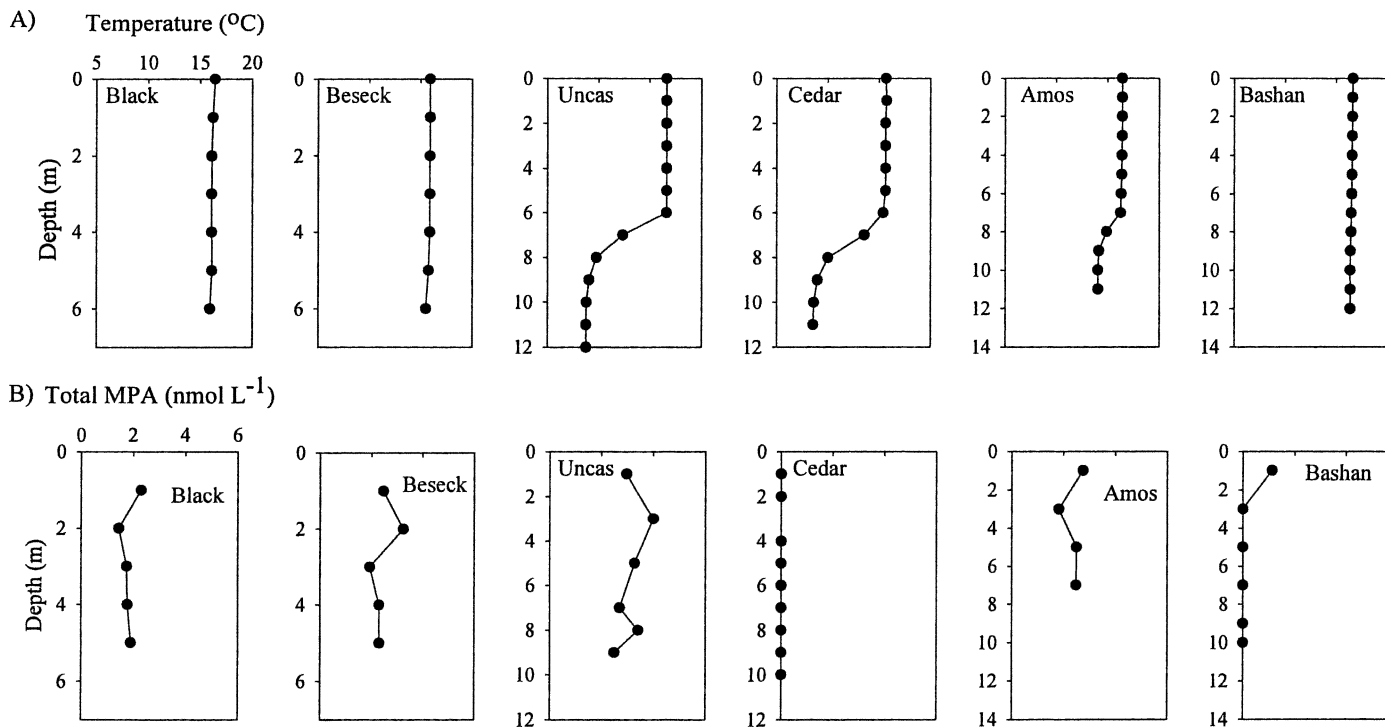 A) Temperature (ºC)
5 10 15 20
0 2 4 6
Depth (m)
Black
0 2 4 6
Beseck
0 2 4 6 8 10 12
Uncas
0 2 4 6 8 10 12
Cedar
0 2 4 6 8 10 12 14
Amos
0 2 4 6 8 10 12 14
Bashan
B) Total MPA (nmol L⁻¹)
0 2 4 6
0 2 4 6
Depth (m)
Black
0 2 4 6
Beseck
0 2 4 6 8 10 12
Uncas
0 2 4 6 8 10 12
Cedar
0 2 4 6 8 10 12 14
Amos
0 2 4 6 8 10 12 14
Bashan